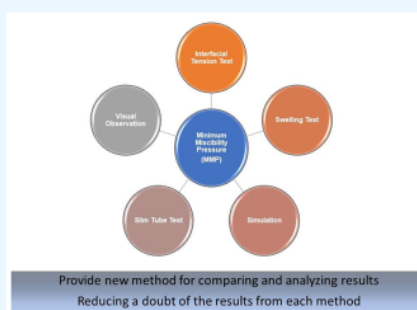 Interfacial
Tension Test
Visual
Observation
Swelling Test
Minimum
Miscibility
Pressure
(MMP)
Slim Tube Test
Simulation
Provide new method for comparing and analyzing results
Reducing a doubt of the results from each method